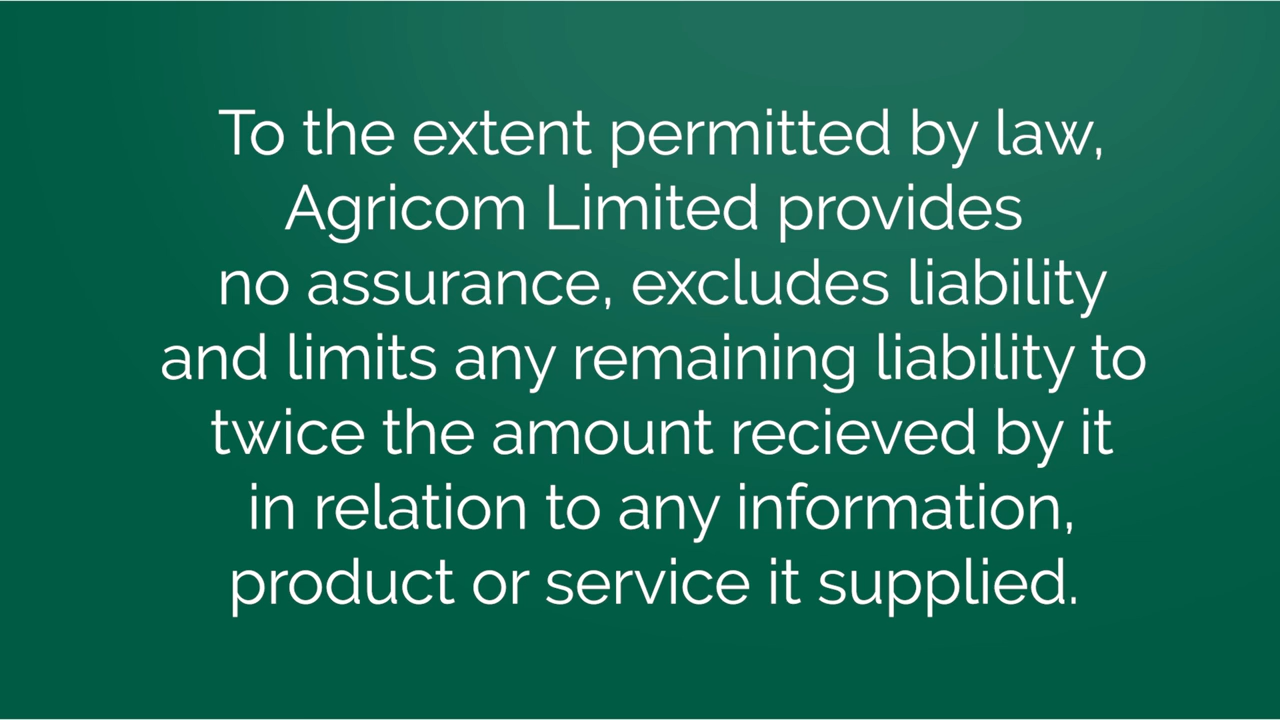 To the extent permitted by law,
Agricom Limited provides
no assurance, excludes liability
and limits any remaining liability to
twice the amount recieved by it
in relation to any information,
product or service it supplied.